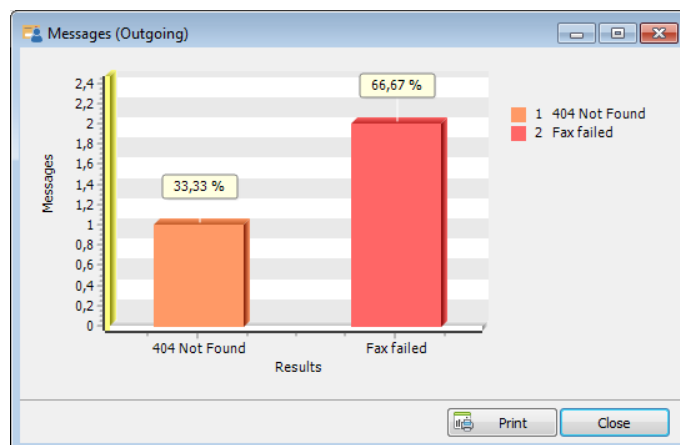 Messages (Outgoing)
2,4
2,2
2
1,8
1,6
1,4
1,2
1
0,8
0,6
0,4
0,2
0
Messages
33,33 %
66,67 %
404 Not Found
Fax failed
Results
1 404 Not Found
2 Fax failed
Print
Close